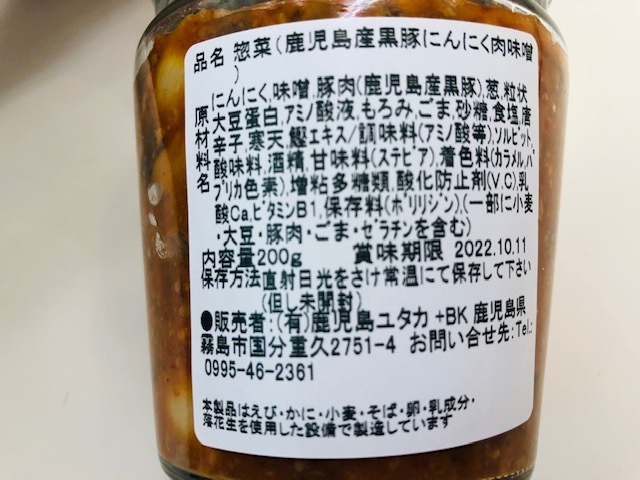 品名 惣菜(鹿児島産黒豚にんにく肉味噌
)
原材料名
にんにく,味噌,豚肉(鹿児島産黒豚),葱,粒状
大豆蛋白,アミノ酸液,もろみ,ごま,砂糖,食塩,唐
辛子,寒天,鰹エキス/調味料(アミノ酸等),ソルビット,
酸味料,酒精,甘味料(ステビア),着色料(カラメル,パ
プリカ色素),増粘多糖類,酸化防止剤(V.C),乳
酸Ca,ビタミンB1,保存料(ポリリジン),(一部に小麦
・大豆・豚肉・ごま・ゼラチンを含む)
内容量200g 賞味期限 2022.10.11
保存方法直射日光をさけ常温にて保存して下さい
(但し未開封)
●販売者:(有)鹿児島ユタカ +BK 鹿児島県
霧島市国分重久2751-4 お問い合せ先:Tel:
0995-46-2361
本製品はえび・かに・小麦・そば・卵・乳成分・
落花生を使用した設備で製造しています